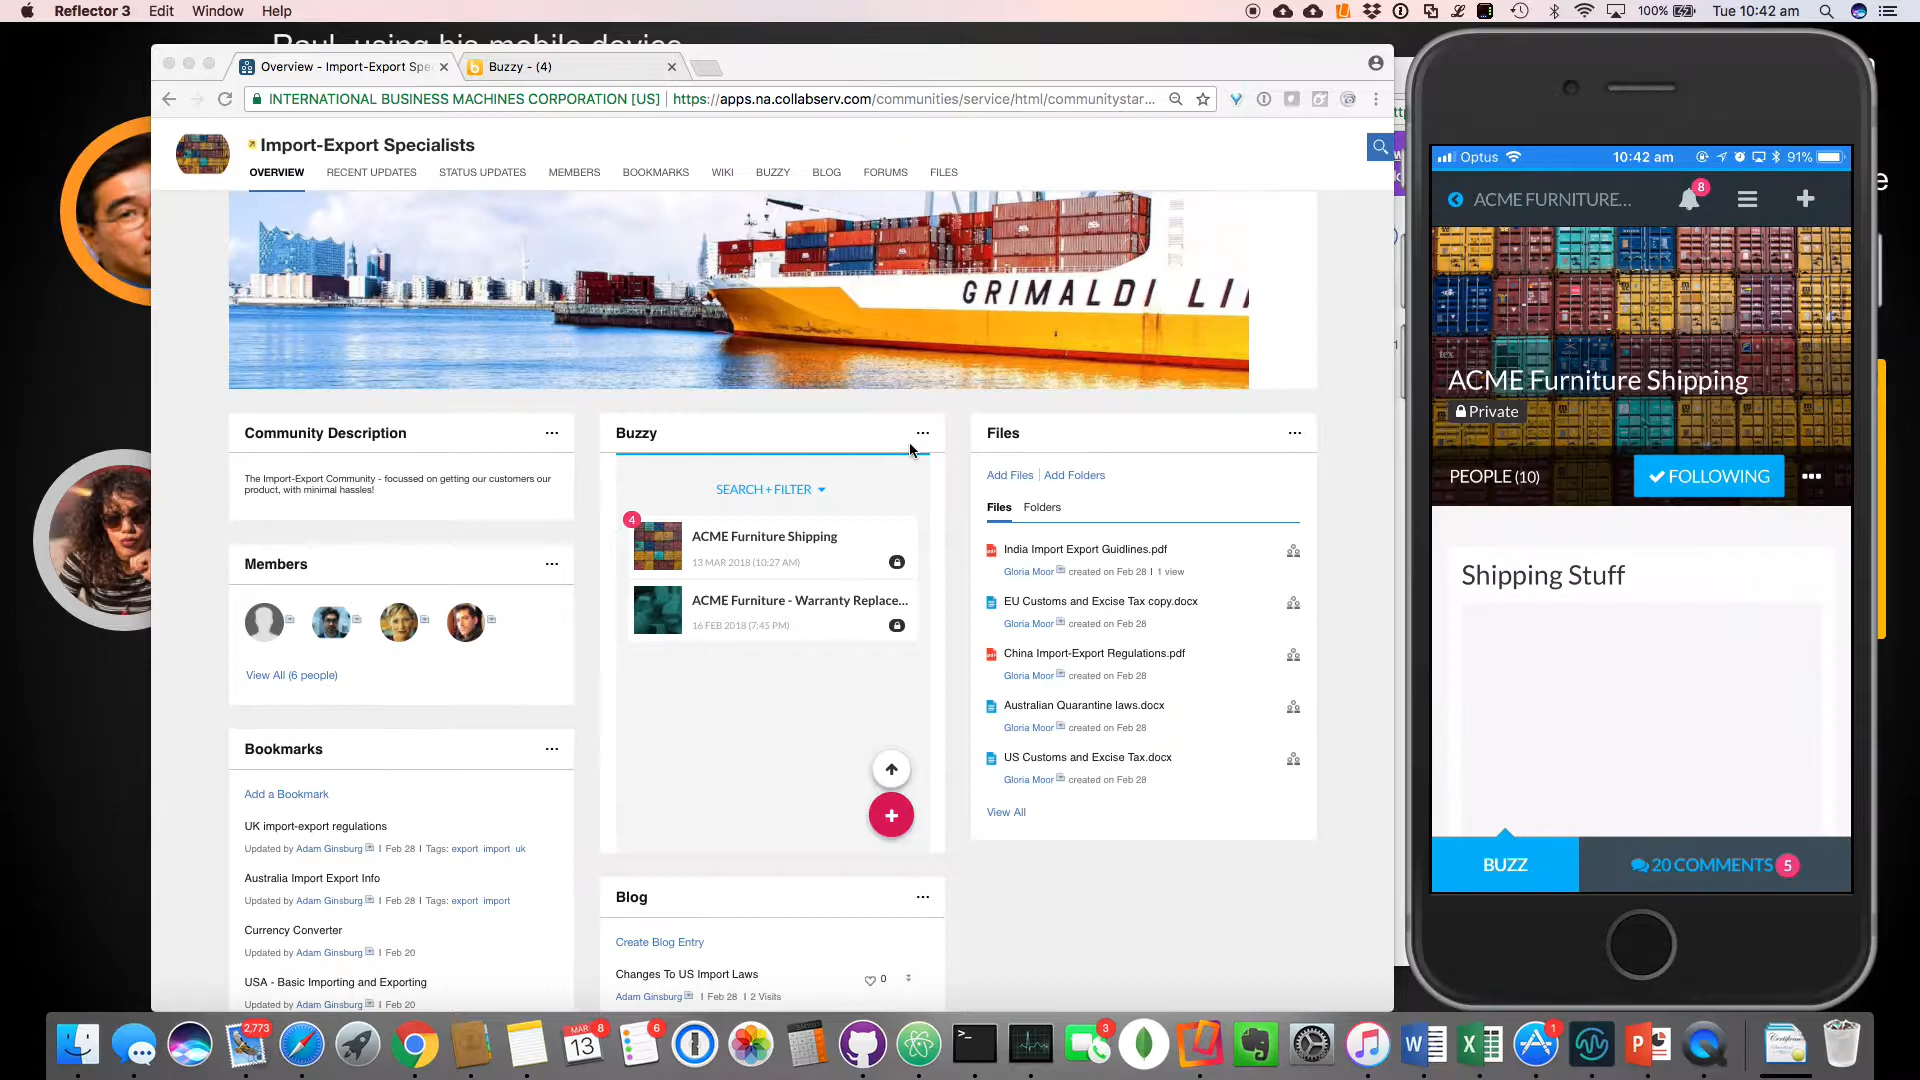 Reflector 3 Edit Window Help
100% Tue 10:42 am
Paul, using his mobile device
Overview - Import-Export Spe
Buzzy - (4)
INTERNATIONAL BUSINESS MACHINES CORPORATION [US] | https://apps.na.collabserv.com/communities/service/html/communitystar...
Import-Export Specialists
OVERVIEW RECENT UPDATES STATUS UPDATES MEMBERS BOOKMARKS WIKI BUZZY BLOG FORUMS FILES
GRIMALDI LI
Community Description
The Import-Export Community - focussed on getting our customers our
product, with minimal hassles!
Members
View All (6 people)
Bookmarks
Add a Bookmark
UK import-export regulations
Updated by Adam Ginsburg | Feb 28 | Tags: export import uk
Australia Import Export Info
Updated by Adam Ginsburg | Feb 28 | Tags: export import
Currency Converter
Updated by Adam Ginsburg | Feb 20
USA - Basic Importing and Exporting
Updated by Adam Ginsburg | Feb 20
Buzzy
SEARCH + FILTER
4
ACME Furniture Shipping
13 MAR 2018 (10:27 AM)
ACME Furniture - Warranty Replace...
16 FEB 2018 (7:45 PM)
Blog
Create Blog Entry
Changes To US Import Laws
0
Adam Ginsburg | Feb 28 | 2 Visits
Files
Add Files | Add Folders
Files Folders
India Import Export Guidlines.pdf
Gloria Moor created on Feb 28 | 1 view
EU Customs and Excise Tax copy.docx
Gloria Moor created on Feb 28
China Import-Export Regulations.pdf
Gloria Moor created on Feb 28
Australian Quarantine laws.docx
Gloria Moor created on Feb 28
US Customs and Excise Tax.docx
Gloria Moor created on Feb 28
View All
Optus 10:42 am 91%
ACME FURNITURE... 8
ACME Furniture Shipping
Private
PEOPLE (10) FOLLOWING
Shipping Stuff
BUZZ 20 COMMENTS 5
2,773
MAR 8
13
6
3
1